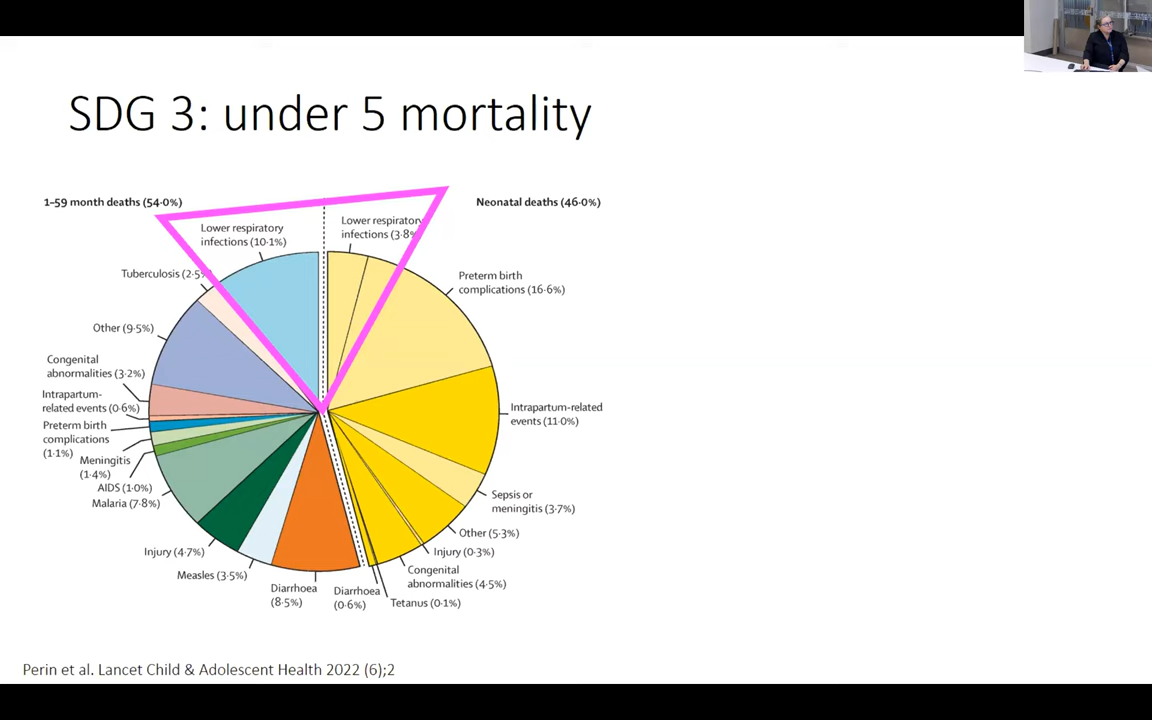 SDG 3: under 5 mortality
1–59 month deaths (54·0%)
Neonatal deaths (46·0%)
Lower respiratory
infections (10·1%)
Lower respiratory
infections (3·8%
Tuberculosis (2·5%
Preterm birth
complications (16·6%)
Other (9·5%)
Congenital
abnormalities (3·2%)
Intrapartum-
related events (0·6%)
Preterm birth
complications
(1·1%)
Meningitis
(1·4%)
AIDS (1·0%)
Malaria (7·8%)
Injury (4·7%)
Measles (3·5%)
Diarrhoea
(8·5%)
Diarrhoea
(0·6%)
Tetanus (0·1%)
Congenital
abnormalities (4·5%)
Injury (0·3%)
Other (5·3%)
Sepsis or
meningitis (3·7%)
Intrapartum-related
events (11·0%)
Perin et al. Lancet Child & Adolescent Health 2022 (6);2